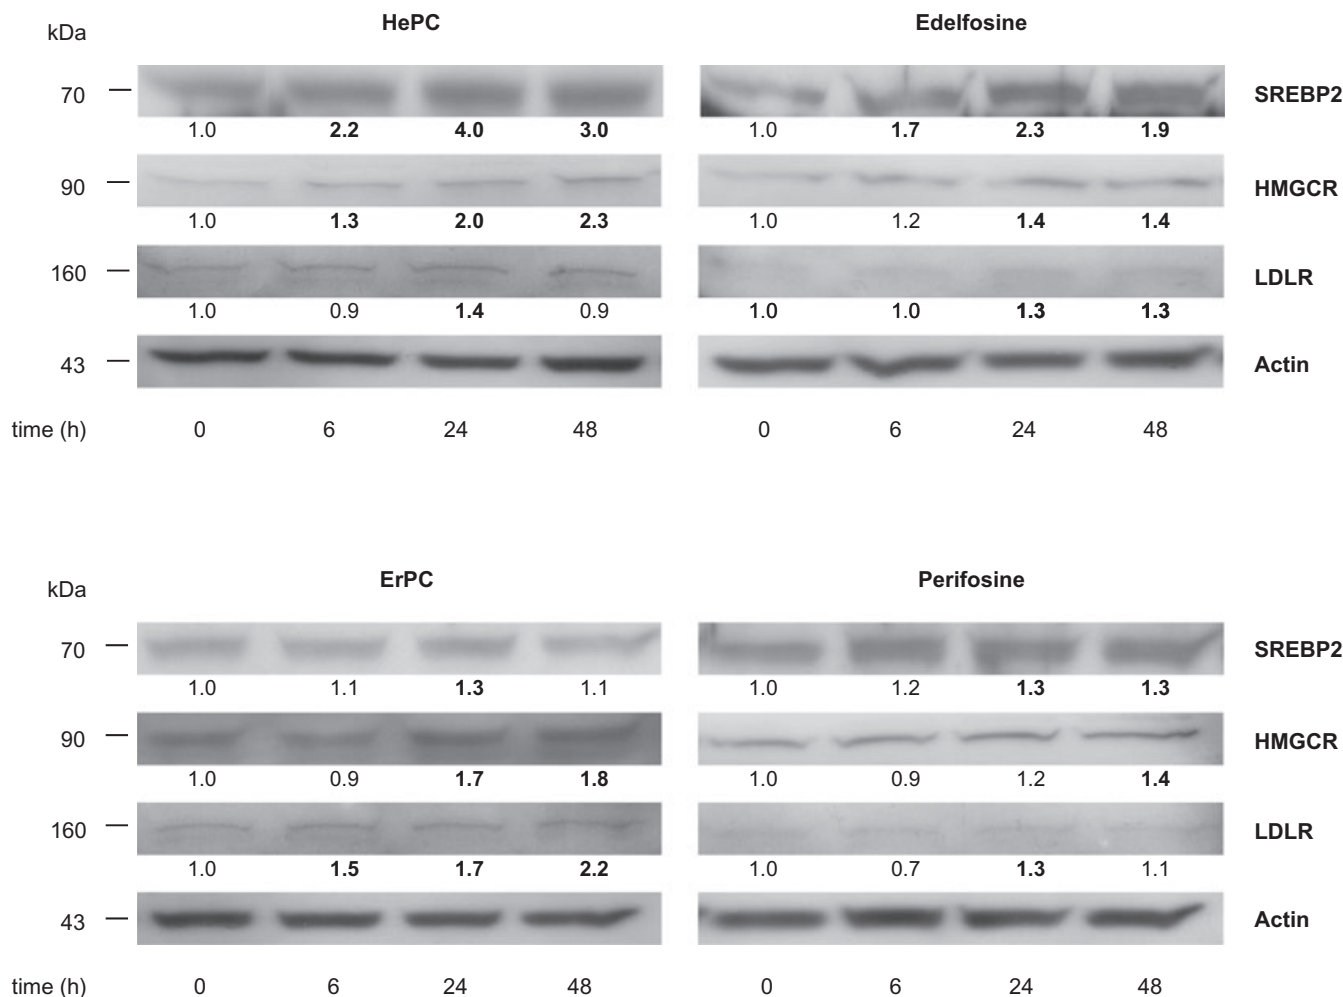 HePC Edelfosine
kDa
70 SREBP2
1.0 2.2 4.0 3.0 1.0 1.7 2.3 1.9
90 HMGCR
1.0 1.3 2.0 2.3 1.0 1.2 1.4 1.4
160 LDLR
1.0 0.9 1.4 0.9 1.0 1.0 1.3 1.3
43 Actin
time (h) 0 6 24 48 0 6 24 48
ErPC Perifosine
kDa
70 SREBP2
1.0 1.1 1.3 1.1 1.0 1.2 1.3 1.3
90 HMGCR
1.0 0.9 1.7 1.8 1.0 0.9 1.2 1.4
160 LDLR
1.0 1.5 1.7 2.2 1.0 0.7 1.3 1.1
43 Actin
time (h) 0 6 24 48 0 6 24 48